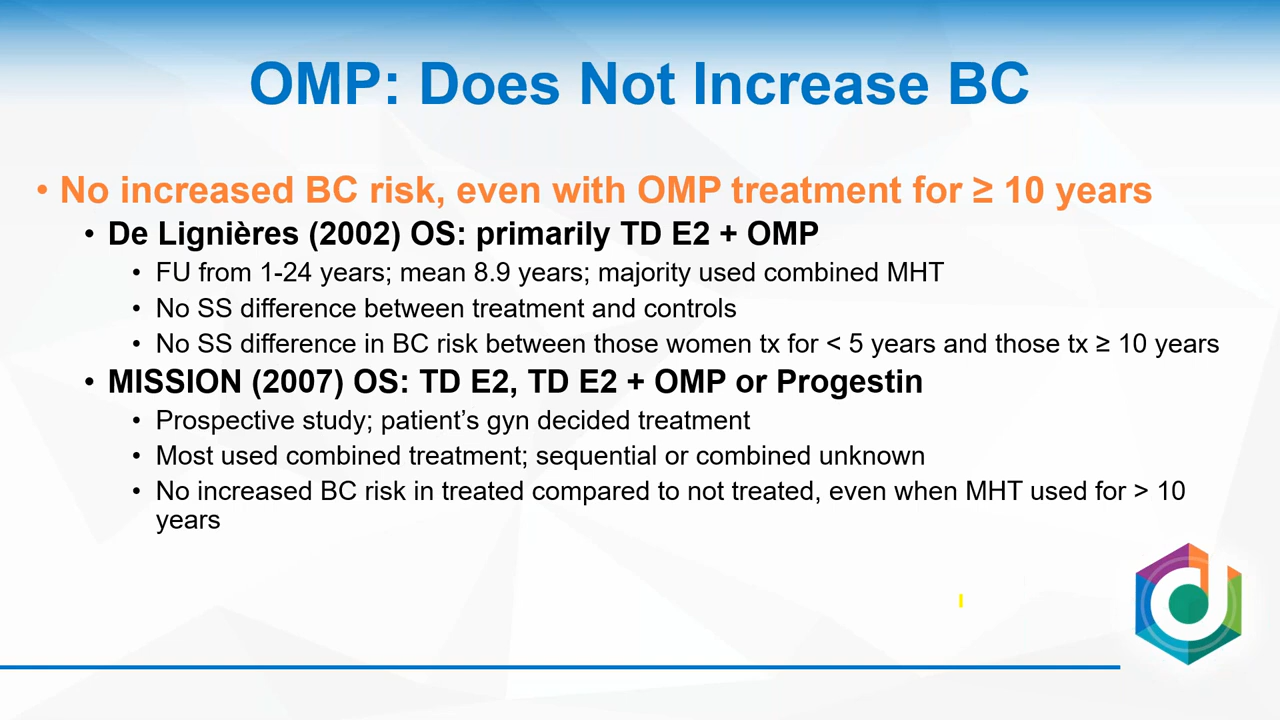 OMP: Does Not Increase BC
• No increased BC risk, even with OMP treatment for ≥ 10 years
• De Lignières (2002) OS: primarily TD E2 + OMP
• FU from 1-24 years; mean 8.9 years; majority used combined MHT
• No SS difference between treatment and controls
• No SS difference in BC risk between those women tx for < 5 years and those tx ≥ 10 years
• MISSION (2007) OS: TD E2, TD E2 + OMP or Progestin
• Prospective study; patient’s gyn decided treatment
• Most used combined treatment; sequential or combined unknown
• No increased BC risk in treated compared to not treated, even when MHT used for > 10
years